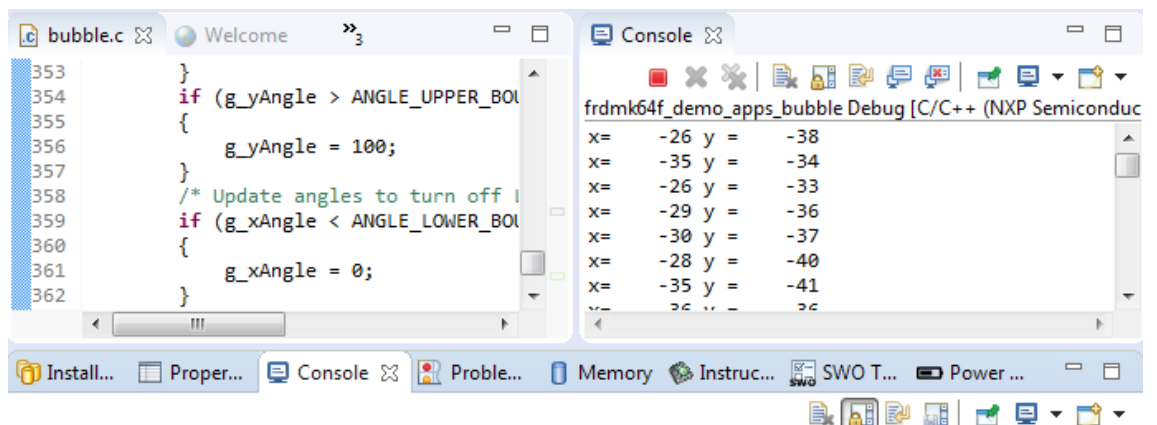 bubble.c Welcome »3
353 }
354 if (g_yAngle > ANGLE_UPPER_BOU
355 {
356 g_yAngle = 100;
357 }
358 /* Update angles to turn off L
359 if (g_xAngle < ANGLE_LOWER_BOU
360 {
361 g_xAngle = 0;
362 }
Console
frdmk64f_demo_apps_bubble Debug [C/C++ (NXP Semiconduc
x= -26 y = -38
x= -35 y = -34
x= -26 y = -33
x= -29 y = -36
x= -30 y = -37
x= -28 y = -40
x= -35 y = -41
Install... Proper... Console Proble... Memory Instruc... SWO T... Power ...